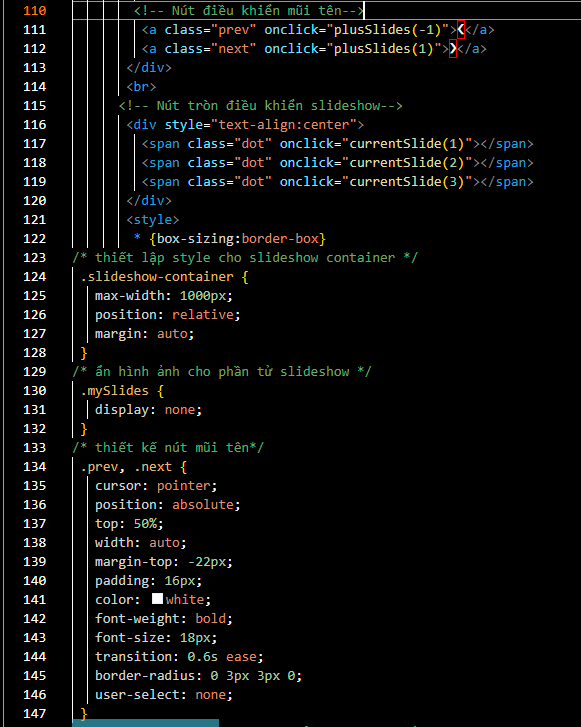 110 <!-- Nút điều khiển mũi tên-->
111 <a class="prev" onclick="plusSlides(-1)">❮</a>
112 <a class="next" onclick="plusSlides(1)">❯</a>
113 </div>
114 <br>
115 <!-- Nút tròn điều khiển slideshow-->
116 <div style="text-align:center">
117 <span class="dot" onclick="currentSlide(1)"></span>
118 <span class="dot" onclick="currentSlide(2)"></span>
119 <span class="dot" onclick="currentSlide(3)"></span>
120 </div>
121 <style>
122 * {box-sizing:border-box}
123 /* thiết lập style cho slideshow container */
124 .slideshow-container {
125 max-width: 1000px;
126 position: relative;
127 margin: auto;
128 }
129 /* ẩn hình ảnh cho phần tử slideshow */
130 .mySlides {
131 display: none;
132 }
133 /* thiết kế nút mũi tên*/
134 .prev, .next {
135 cursor: pointer;
136 position: absolute;
137 top: 50%;
138 width: auto;
139 margin-top: -22px;
140 padding: 16px;
141 color: white;
142 font-weight: bold;
143 font-size: 18px;
144 transition: 0.6s ease;
145 border-radius: 0 3px 3px 0;
146 user-select: none;
147 }